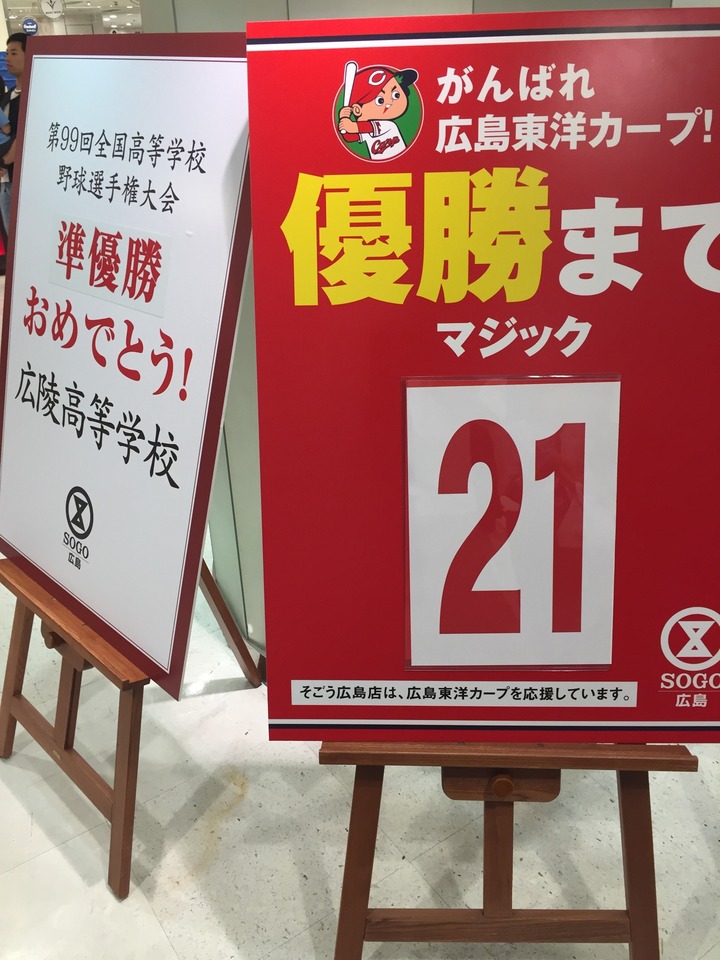 第99回全国高等学校
野球選手権大会
準優勝
おめでとう!
広陵高等学校
SOGO
広島
がんばれ
広島東洋カープ!
優勝まで
マジック
21
そごう広島店は、広島東洋カープを応援しています。
SOGO
広島